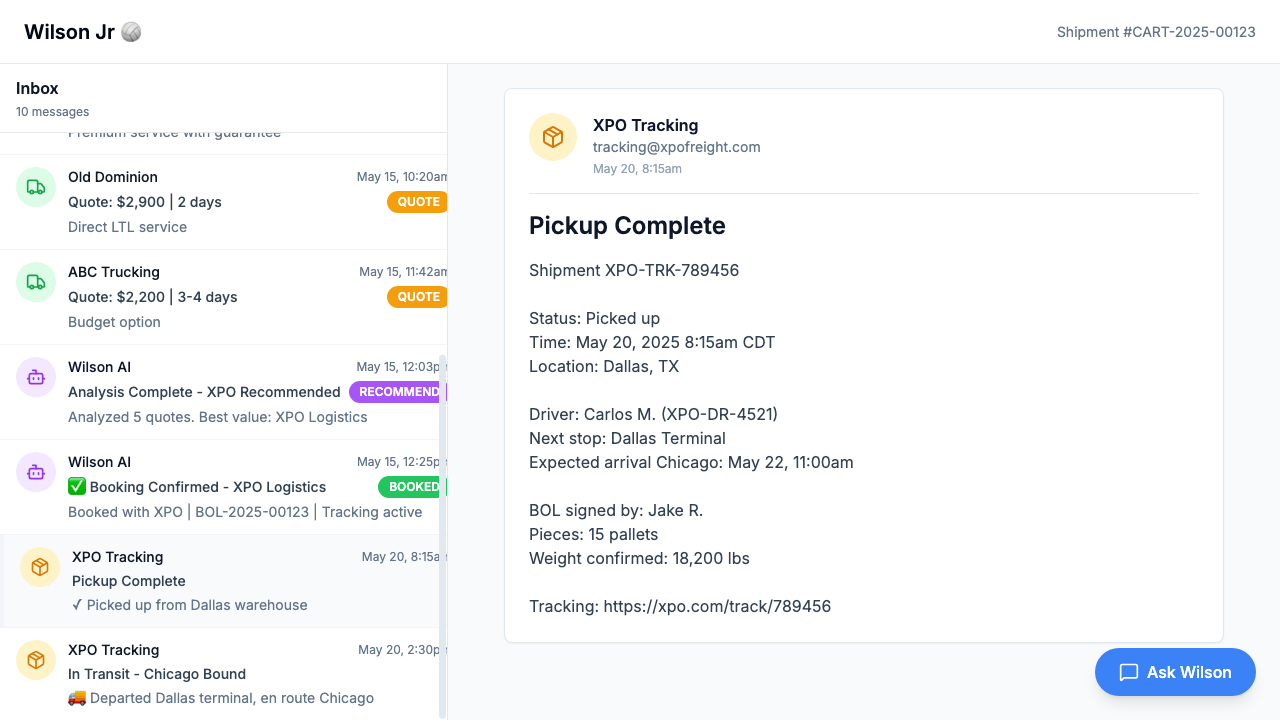 Wilson Jr
Shipment #CART-2025-00123
Inbox
10 messages
Premium service with guarantee
Old Dominion
May 15, 10:20am
Quote: $2,900 | 2 days
QUOTE
Direct LTL service
ABC Trucking
May 15, 11:42am
Quote: $2,200 | 3-4 days
QUOTE
Budget option
Wilson AI
May 15, 12:03p
Analysis Complete - XPO Recommended
RECOMMEND
Analyzed 5 quotes. Best value: XPO Logistics
Wilson AI
May 15, 12:25p
✅ Booking Confirmed - XPO Logistics
BOOKED
Booked with XPO | BOL-2025-00123 | Tracking active
XPO Tracking
May 20, 8:15a
Pickup Complete
✓ Picked up from Dallas warehouse
XPO Tracking
May 20, 2:30p
In Transit - Chicago Bound
🚚 Departed Dallas terminal, en route Chicago
XPO Tracking
tracking@xpofreight.com
May 20, 8:15am
Pickup Complete
Shipment XPO-TRK-789456
Status: Picked up
Time: May 20, 2025 8:15am CDT
Location: Dallas, TX
Driver: Carlos M. (XPO-DR-4521)
Next stop: Dallas Terminal
Expected arrival Chicago: May 22, 11:00am
BOL signed by: Jake R.
Pieces: 15 pallets
Weight confirmed: 18,200 lbs
Tracking: https://xpo.com/track/789456
Ask Wilson